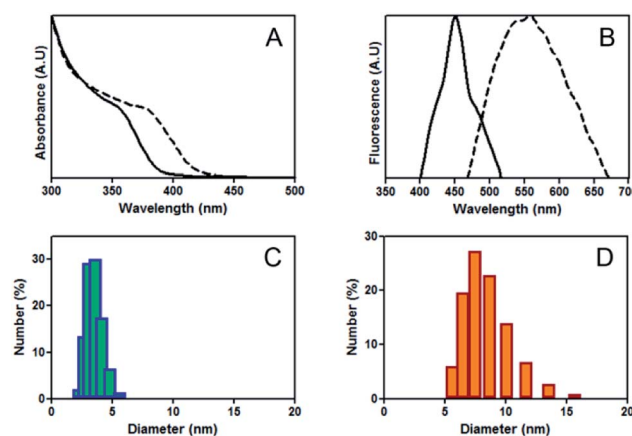 A
Absorbance (A.U)
300 350 400 450 500
Wavelength (nm)
B
Fluorescence (A.U)
350 400 450 500 550 600 650 70
Wavelength (nm)
C
Number (%)
30
20
10
0
0 5 10 15 20
Diameter (nm)
D
Number (%)
30
20
10
0
0 5 10 15 20
Diameter (nm)